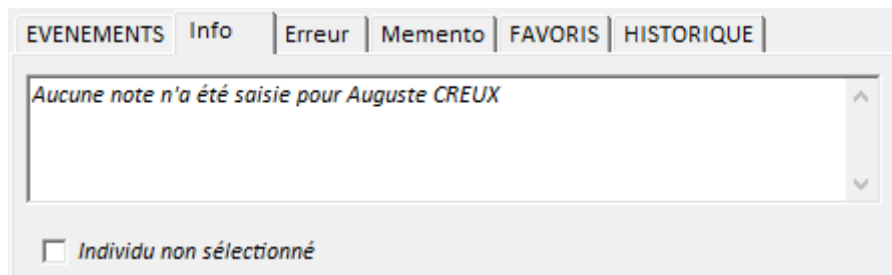 EVENEMENTS Info Erreur Memento FAVORIS HISTORIQUE
Aucune note n'a été saisie pour Auguste CREUX
Individu non sélectionné